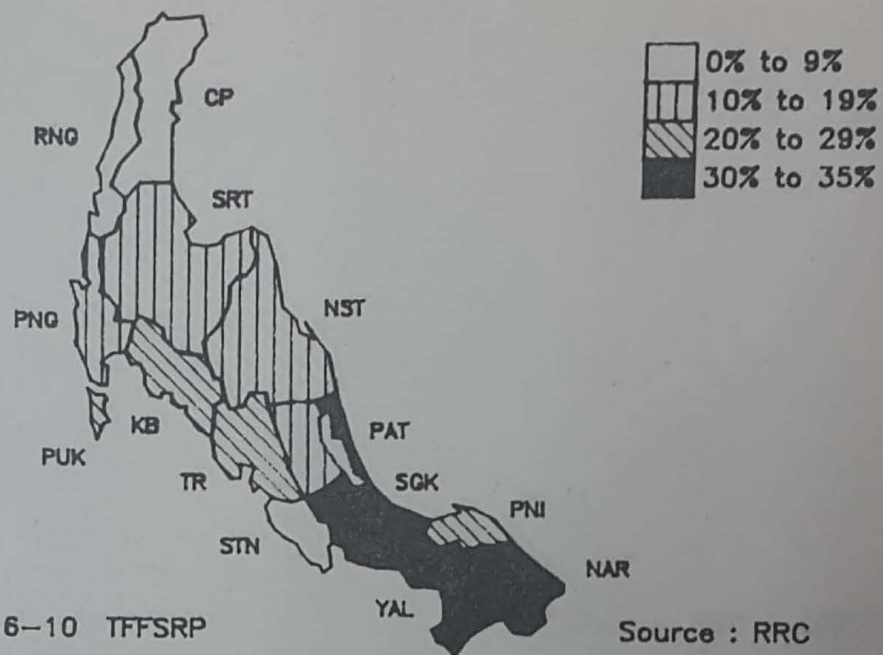 0% to 9%
10% to 19%
20% to 29%
30% to 35%
CP
RNG
SRT
NST
PNG
PAT
KB
PUK
SGK
TR
PNI
STN
NAR
YAL
6-10 TFFSRP
Source : RRC